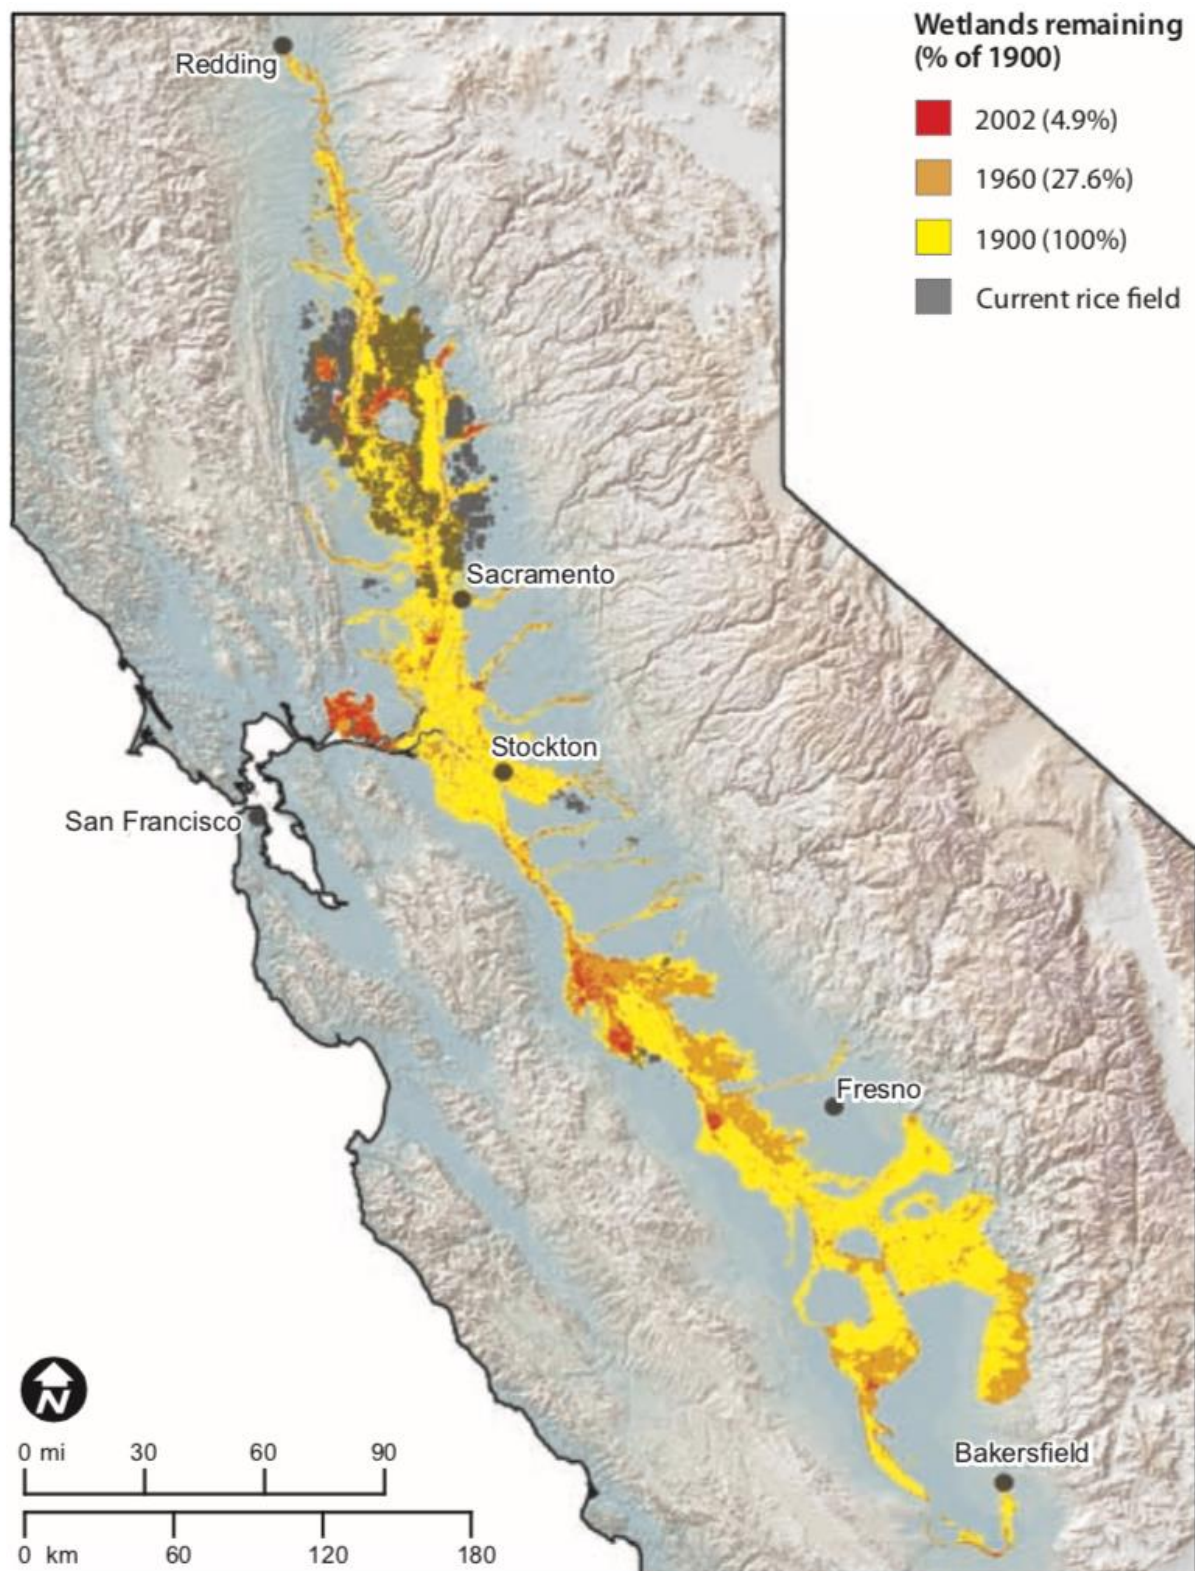 Wetlands remaining
(% of 1900)
2002 (4.9%)
1960 (27.6%)
1900 (100%)
Current rice field
Redding
Sacramento
Stockton
San Francisco
Fresno
Bakersfield
N
0 mi 30 60 90
0 km 60 120 180